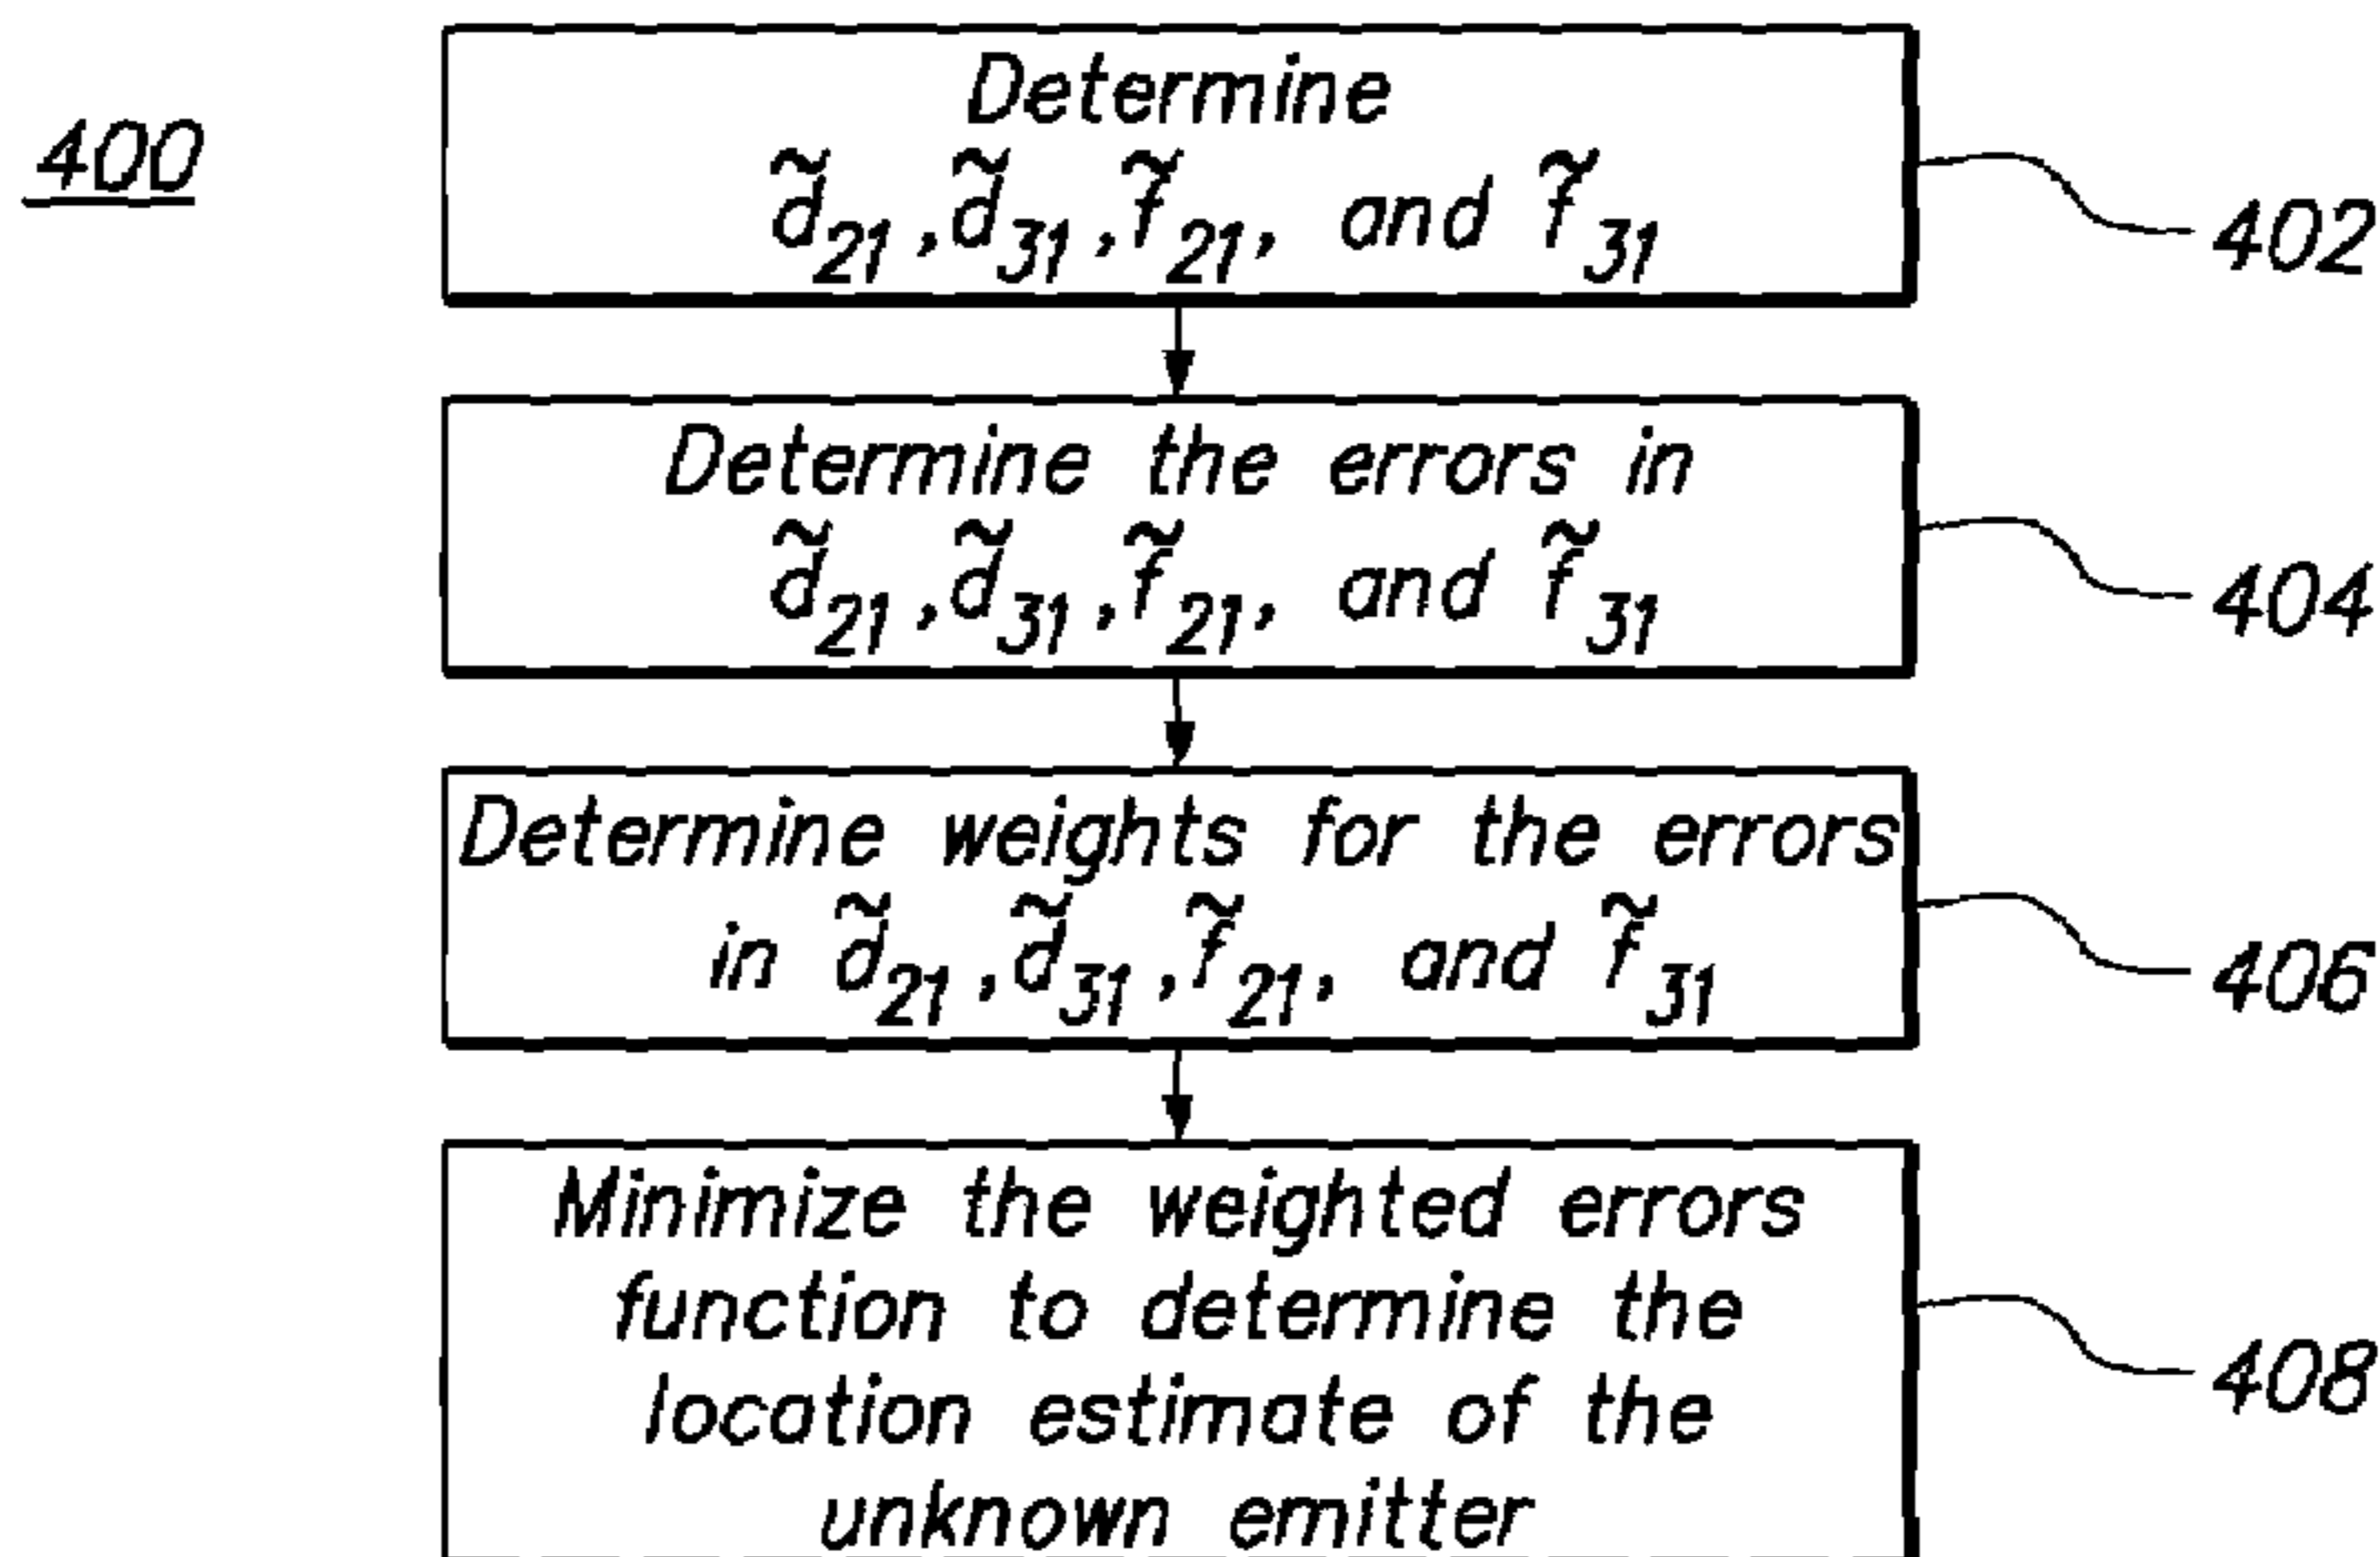 400
Determine
d̃21, d̃31, f̃21, and f̃31
402
Determine the errors in
d̃21, d̃31, f̃21, and f̃31
404
Determine weights for the errors
in d̃21, d̃31, f̃21, and f̃31
406
Minimize the weighted errors
function to determine the
location estimate of the
unknown emitter
408